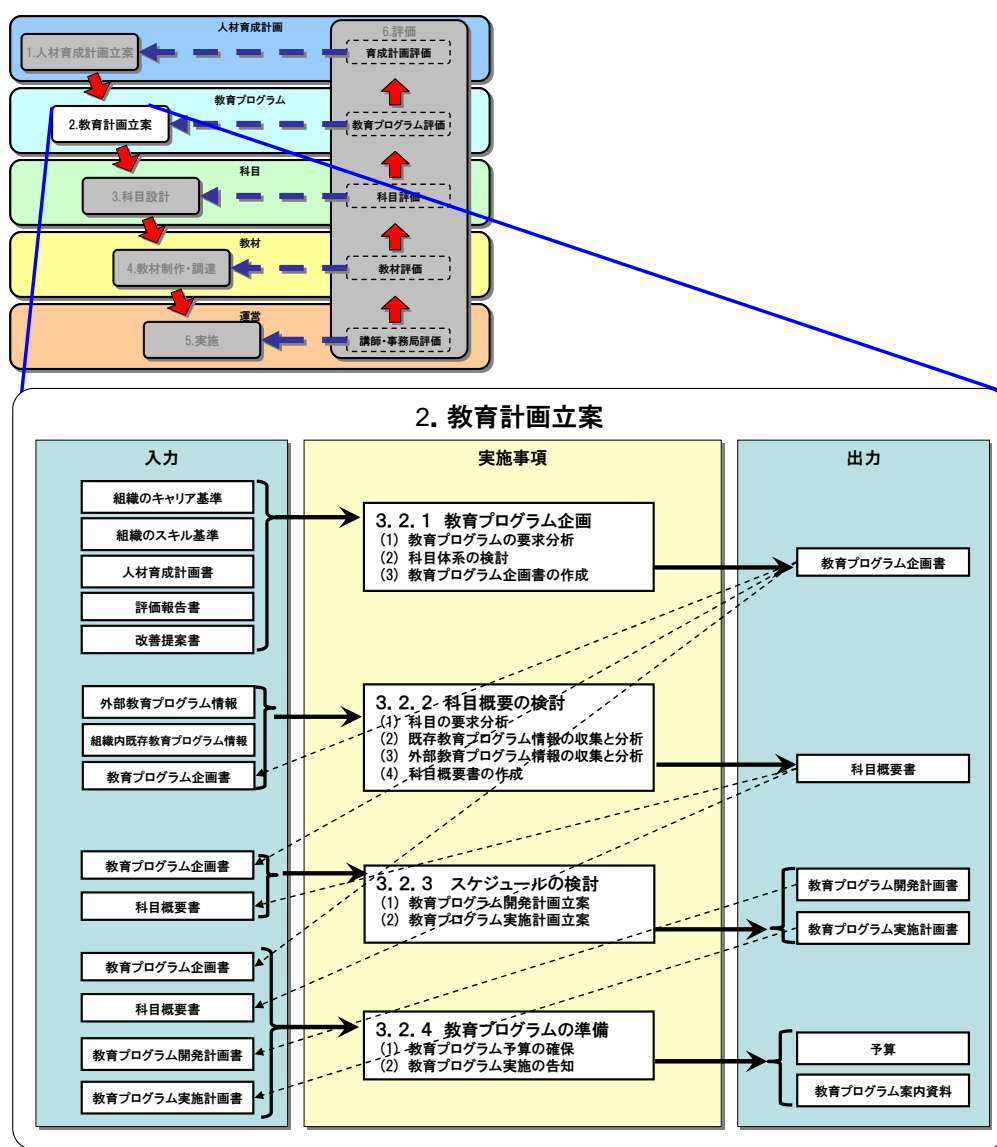 人材育成計画
6.評価
1.人材育成計画立案
育成計画評価
教育プログラム
2.教育計画立案
教育プログラム評価
科目
3.科目設計
科目評価
教材
4.教材制作・調達
教材評価
運営
5.実施
講師・事務局評価
2．教育計画立案
入力
実施事項
出力
組織のキャリア基準
組織のスキル基準
人材育成計画書
評価報告書
改善提案書
3．2．1 教育プログラム企画
(1) 教育プログラムの要求分析
(2) 科目体系の検討
(3) 教育プログラム企画書の作成
教育プログラム企画書
外部教育プログラム情報
組織内既存教育プログラム情報
教育プログラム企画書
3．2．2 科目概要の検討
(1) 科目の要求分析
(2) 既存教育プログラム情報の収集と分析
(3) 外部教育プログラム情報の収集と分析
(4) 科目概要書の作成
科目概要書
教育プログラム企画書
科目概要書
3．2．3 スケジュールの検討
(1) 教育プログラム開発計画立案
(2) 教育プログラム実施計画立案
教育プログラム開発計画書
教育プログラム実施計画書
教育プログラム企画書
科目概要書
教育プログラム開発計画書
教育プログラム実施計画書
3．2．4 教育プログラムの準備
(1) 教育プログラム予算の確保
(2) 教育プログラム実施の告知
予算
教育プログラム案内資料